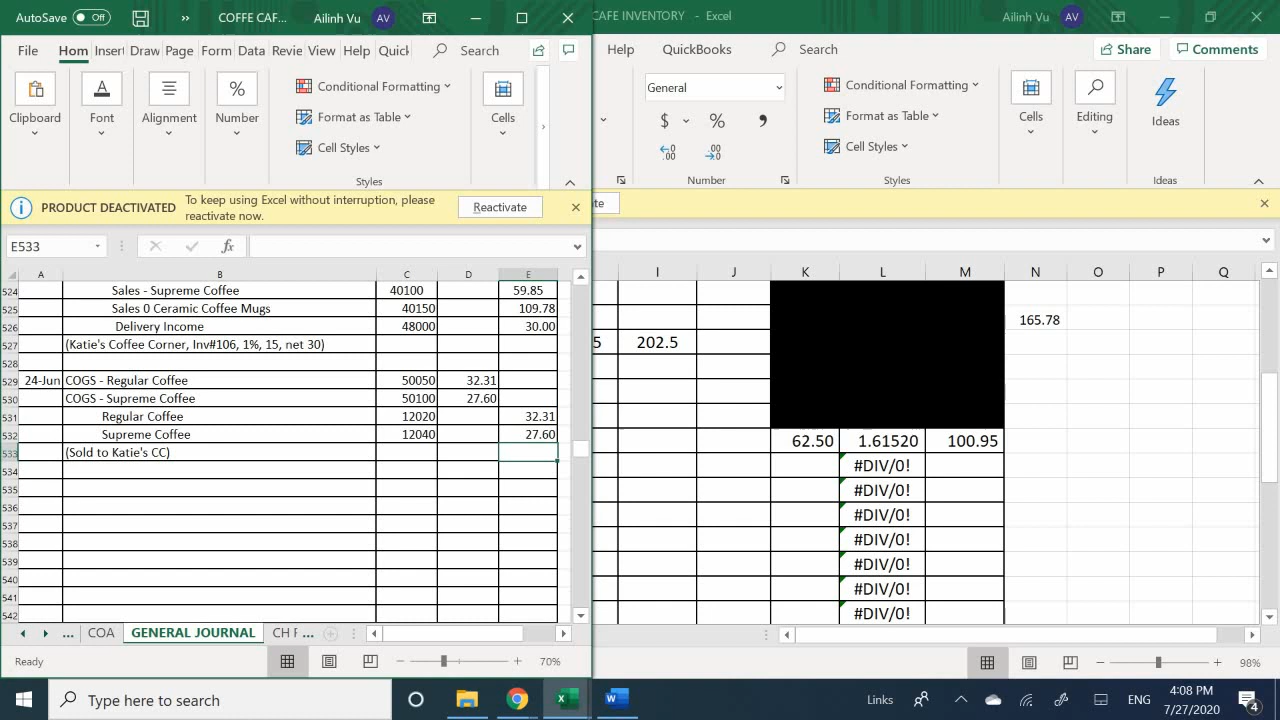 AutoSave Off COFFE CAF... Ailinh Vu AV
CAFE INVENTORY - Excel Ailinh Vu AV
File Hom Insert Draw Page Form Data Revie View Help Quick Search
Help QuickBooks Search Share Comments
Clipboard Font Alignment Number Conditional Formatting Format as Table Cell Styles Cells
Styles
General $ % , Conditional Formatting Format as Table Cell Styles Cells Editing Ideas
Number Styles Ideas
PRODUCT DEACTIVATED To keep using Excel without interruption, please reactivate now. Reactivate
te
E533 fx
A B C D E
524 Sales - Supreme Coffee 40100 59.85
525 Sales 0 Ceramic Coffee Mugs 40150 109.78
526 Delivery Income 48000 30.00
527 (Katie's Coffee Corner, Inv#106, 1%, 15, net 30)
528
529 24-Jun COGS - Regular Coffee 50050 32.31
530 COGS - Supreme Coffee 50100 27.60
531 Regular Coffee 12020 32.31
532 Supreme Coffee 12040 27.60
533 (Sold to Katie's CC)
534
535
536
537
538
539
540
541
542
I J K L M N O P Q
165.78
5 202.5
62.50 1.61520 100.95
#DIV/0!
#DIV/0!
#DIV/0!
#DIV/0!
#DIV/0!
#DIV/0!
#DIV/0!
... COA GENERAL JOURNAL CH F ...
Ready 70%
98%
Type here to search
Links ENG 4:08 PM
7/27/2020
4